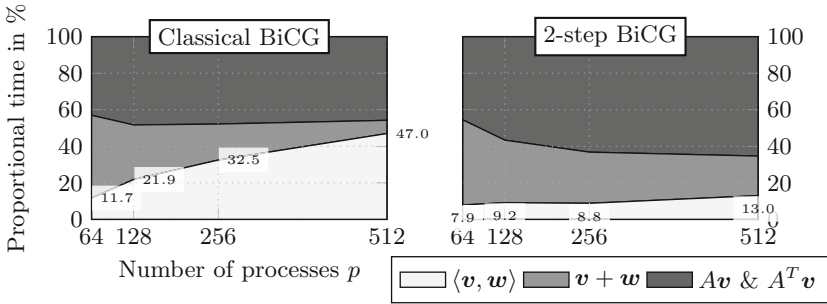 Proportional time in %
Classical BiCG
100
80
60
40
20
0
11.7
21.9
32.5
47.0
64 128 256 512
Number of processes p
2-step BiCG
100
80
60
40
20
0
7.9
9.2
8.8
13.0
64 128 256 512
⟨v, w⟩ v + w Av & A^T v